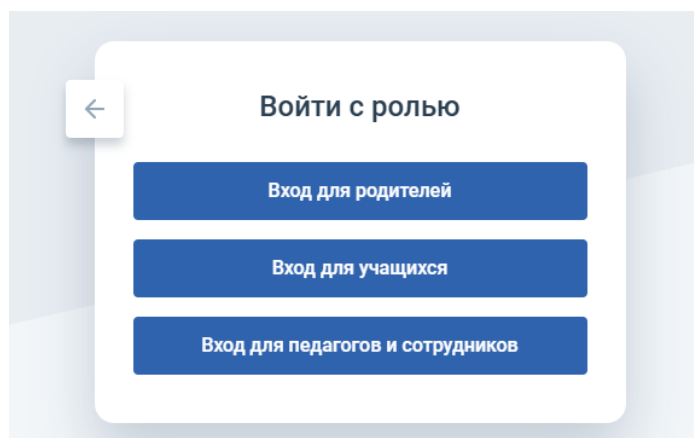 Войти с ролью
Вход для родителей
Вход для учащихся
Вход для педагогов и сотрудников